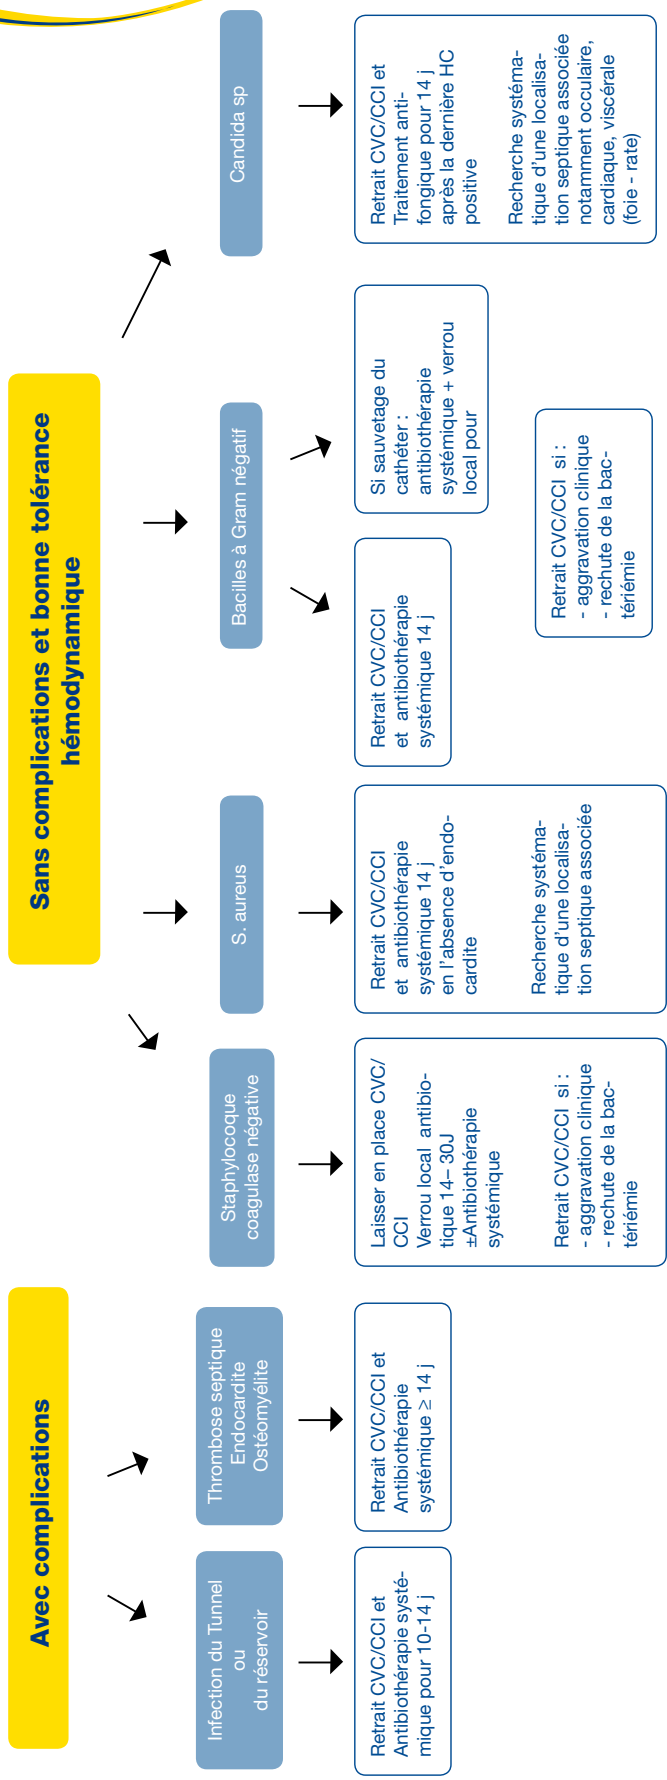 Avec complications
Infection du Tunnel
ou
du réservoir
Retrait CVC/CCI et
Antibiothérapie systé-
mique pour 10-14 j
Thrombose septique
Endocardite
Ostéomyélite
Retrait CVC/CCI et
Antibiothérapie
systémique ≥ 14 j
Sans complications et bonne tolérance
hémodynamique
Staphylocoque
coagulase négative
Laisser en place CVC/
CCI
Verrou local antibio-
tique 14– 30J
±Antibiothérapie
systémique
Retrait CVC/CCI si :
- aggravation clinique
- rechute de la bac-
tériémie
S. aureus
Retrait CVC/CCI
et antibiothérapie
systémique 14 j
en l'absence d'endo-
cardite
Recherche systéma-
tique d'une localisa-
tion septique associée
Bacilles à Gram négatif
Retrait CVC/CCI
et antibiothérapie
systémique 14 j
Si sauvetage du
cathéter :
antibiothérapie
systémique + verrou
local pour
Retrait CVC/CCI si :
- aggravation clinique
- rechute de la bac-
tériémie
Candida sp
Retrait CVC/CCI et
Traitement anti-
fongique pour 14 j
après la dernière HC
positive
Recherche systéma-
tique d'une localisa-
tion septique associée
notamment occulaire,
cardiaque, viscérale
(foie - rate)